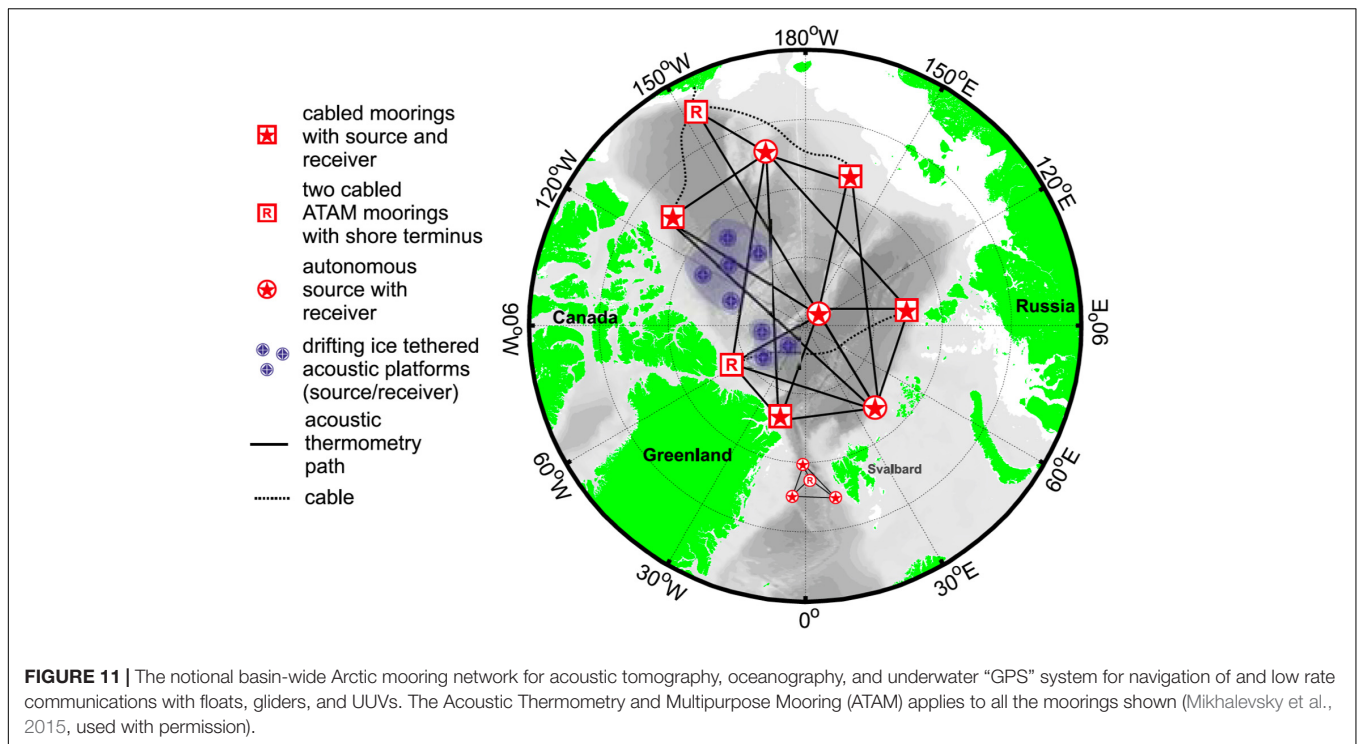 cabled moorings
with source and
receiver
two cabled
R
ATAM moorings
with shore terminus
autonomous
source with
receiver
drifting ice tethered
acoustic platforms
(source/receiver)
acoustic
thermometry
path
cable
180°W
150°W
150°E
120°W
120°E
R
90°W
Canada
Russia
90°E
R
Greenland
Svalbard
R
60°W
60°E
30°W
30°E
0°
FIGURE 11 | The notional basin-wide Arctic mooring network for acoustic tomography, oceanography, and underwater “GPS” system for navigation of and low rate
communications with floats, gliders, and UUVs. The Acoustic Thermometry and Multipurpose Mooring (ATAM) applies to all the moorings shown (Mikhalevsky et al.,
2015, used with permission).